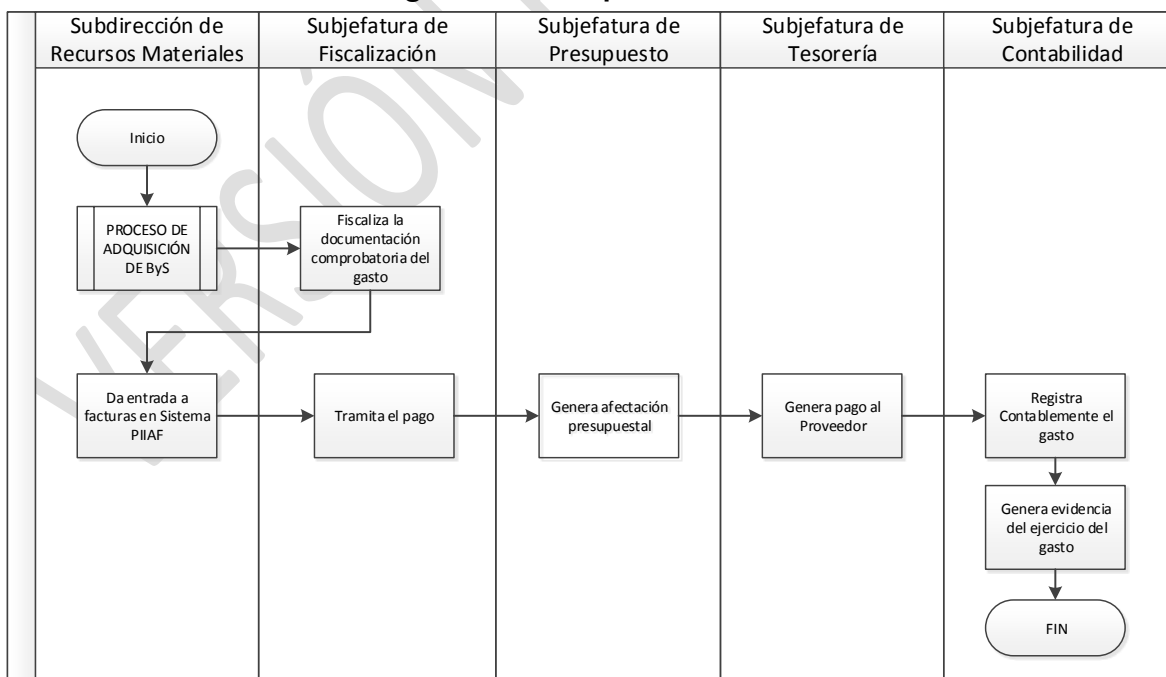 Subdirección de
Recursos Materiales
Subjefatura de
Fiscalización
Subjefatura de
Presupuesto
Subjefatura de
Tesorería
Subjefatura de
Contabilidad
Inicio
PROCESO DE
ADQUISICIÓN
DE ByS
Fiscaliza la
documentación
comprobatoria del
gasto
Da entrada a
facturas en Sistema
PIIAF
Tramita el pago
Genera afectación
presupuestal
Genera pago al
Proveedor
Registra
Contablemente el
gasto
Genera evidencia
del ejercicio del
gasto
FIN
VERSIÓN